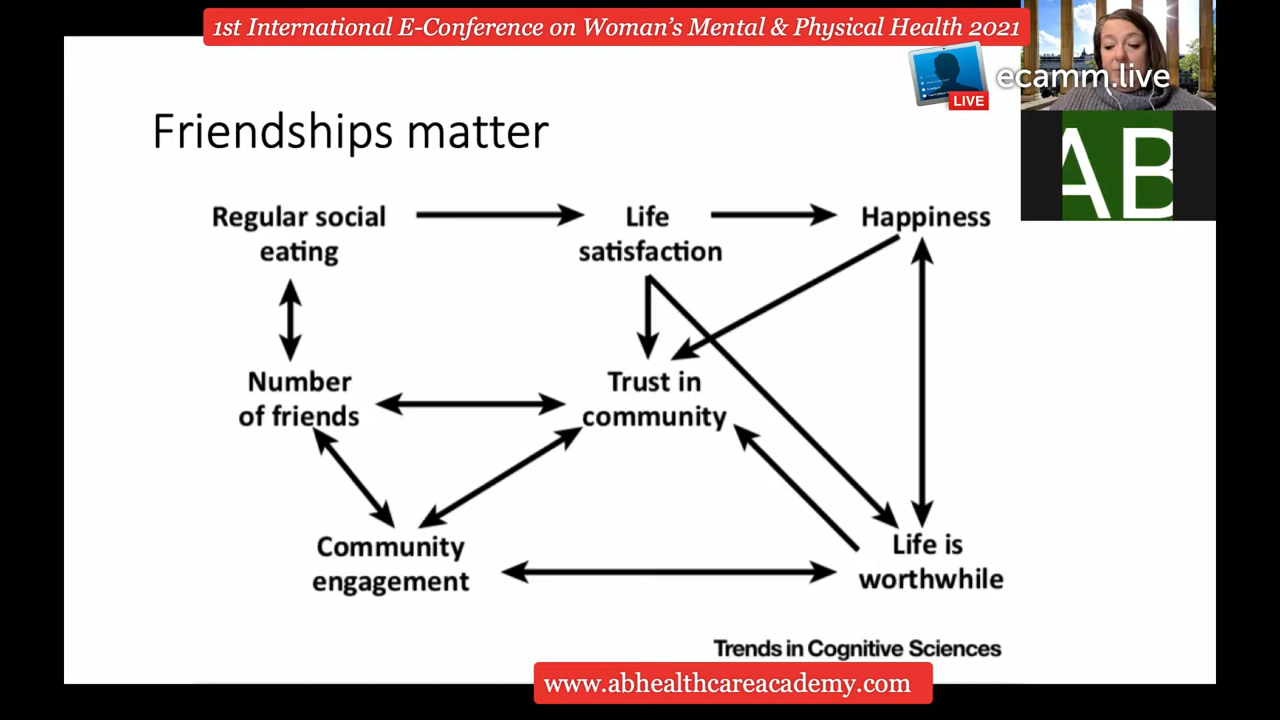 1st International E-Conference on Woman's Mental & Physical Health 2021
LIVE
ecamm.live
AB
Friendships matter
Regular social
eating
Life
satisfaction
Happiness
Number
of friends
Trust in
community
Community
engagement
Life is
worthwhile
Trends in Cognitive Sciences
www.abhealthcareacademy.com